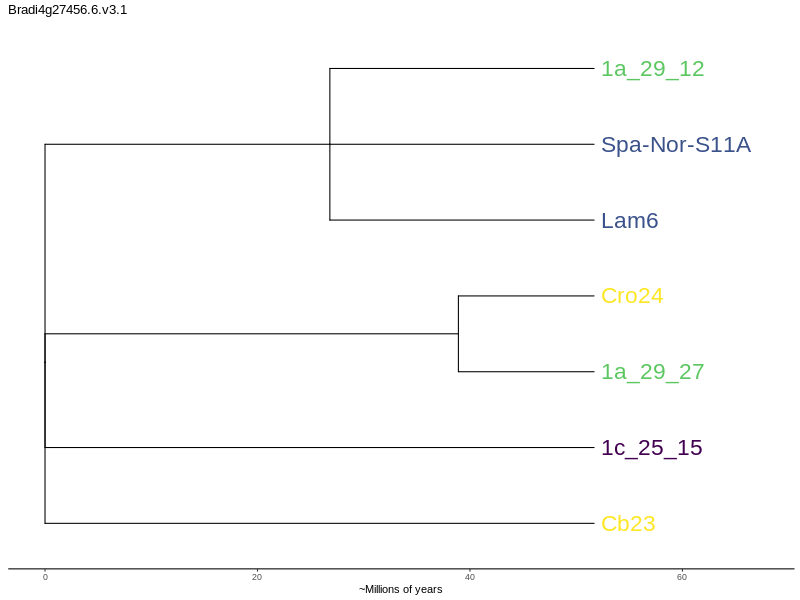 Bradi4g27456.6.v3.1
1a_29_12
Spa-Nor-S11A
Lam6
Cro24
1a_29_27
1c_25_15
Cb23
0 20 40 60
~Millions of years